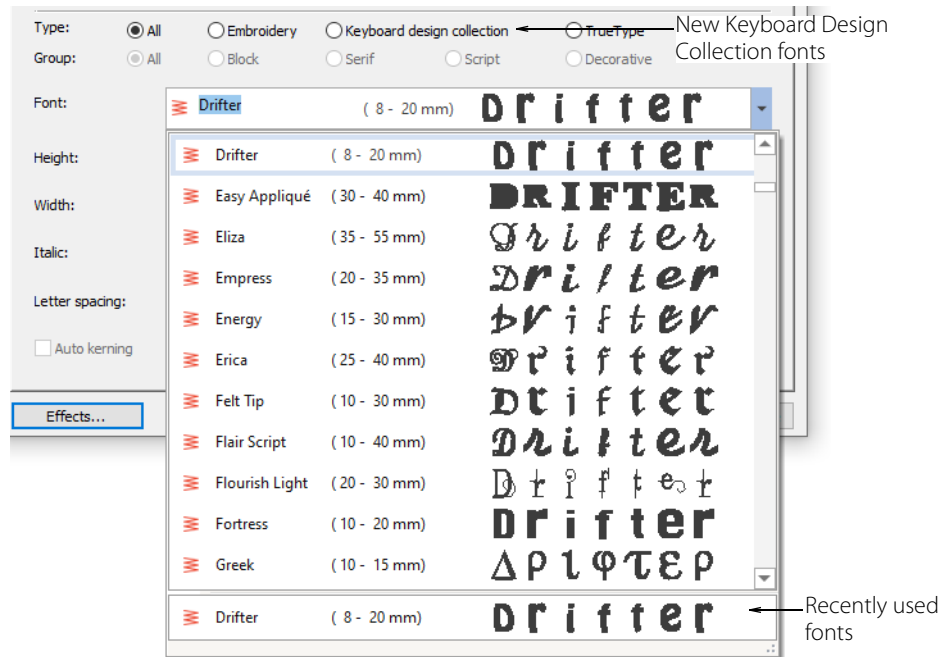 Type: All Embroidery Keyboard design collection TrueType New Keyboard Design
Collection fonts
Group: All Block Serif Script Decorative
Font: Drifter ( 8 - 20 mm) Drifter
Drifter ( 8 - 20 mm) Drifter
Height:
Easy Appliqué (30 - 40 mm) DRIFTER
Width:
Eliza (35 - 55 mm) Drifter
Italic:
Empress (20 - 35 mm) Drifter
Letter spacing:
Energy (15 - 30 mm) Drifter
Auto kerning
Erica (25 - 40 mm) Drifter
Felt Tip (10 - 30 mm) Drifter
Effects...
Flair Script (10 - 40 mm) Drifter
Flourish Light (20 - 30 mm) Drifter
Fortress (10 - 20 mm) Drifter
Greek (10 - 15 mm) Δριφτερ
Drifter ( 8 - 20 mm) Drifter
Recently used
fonts